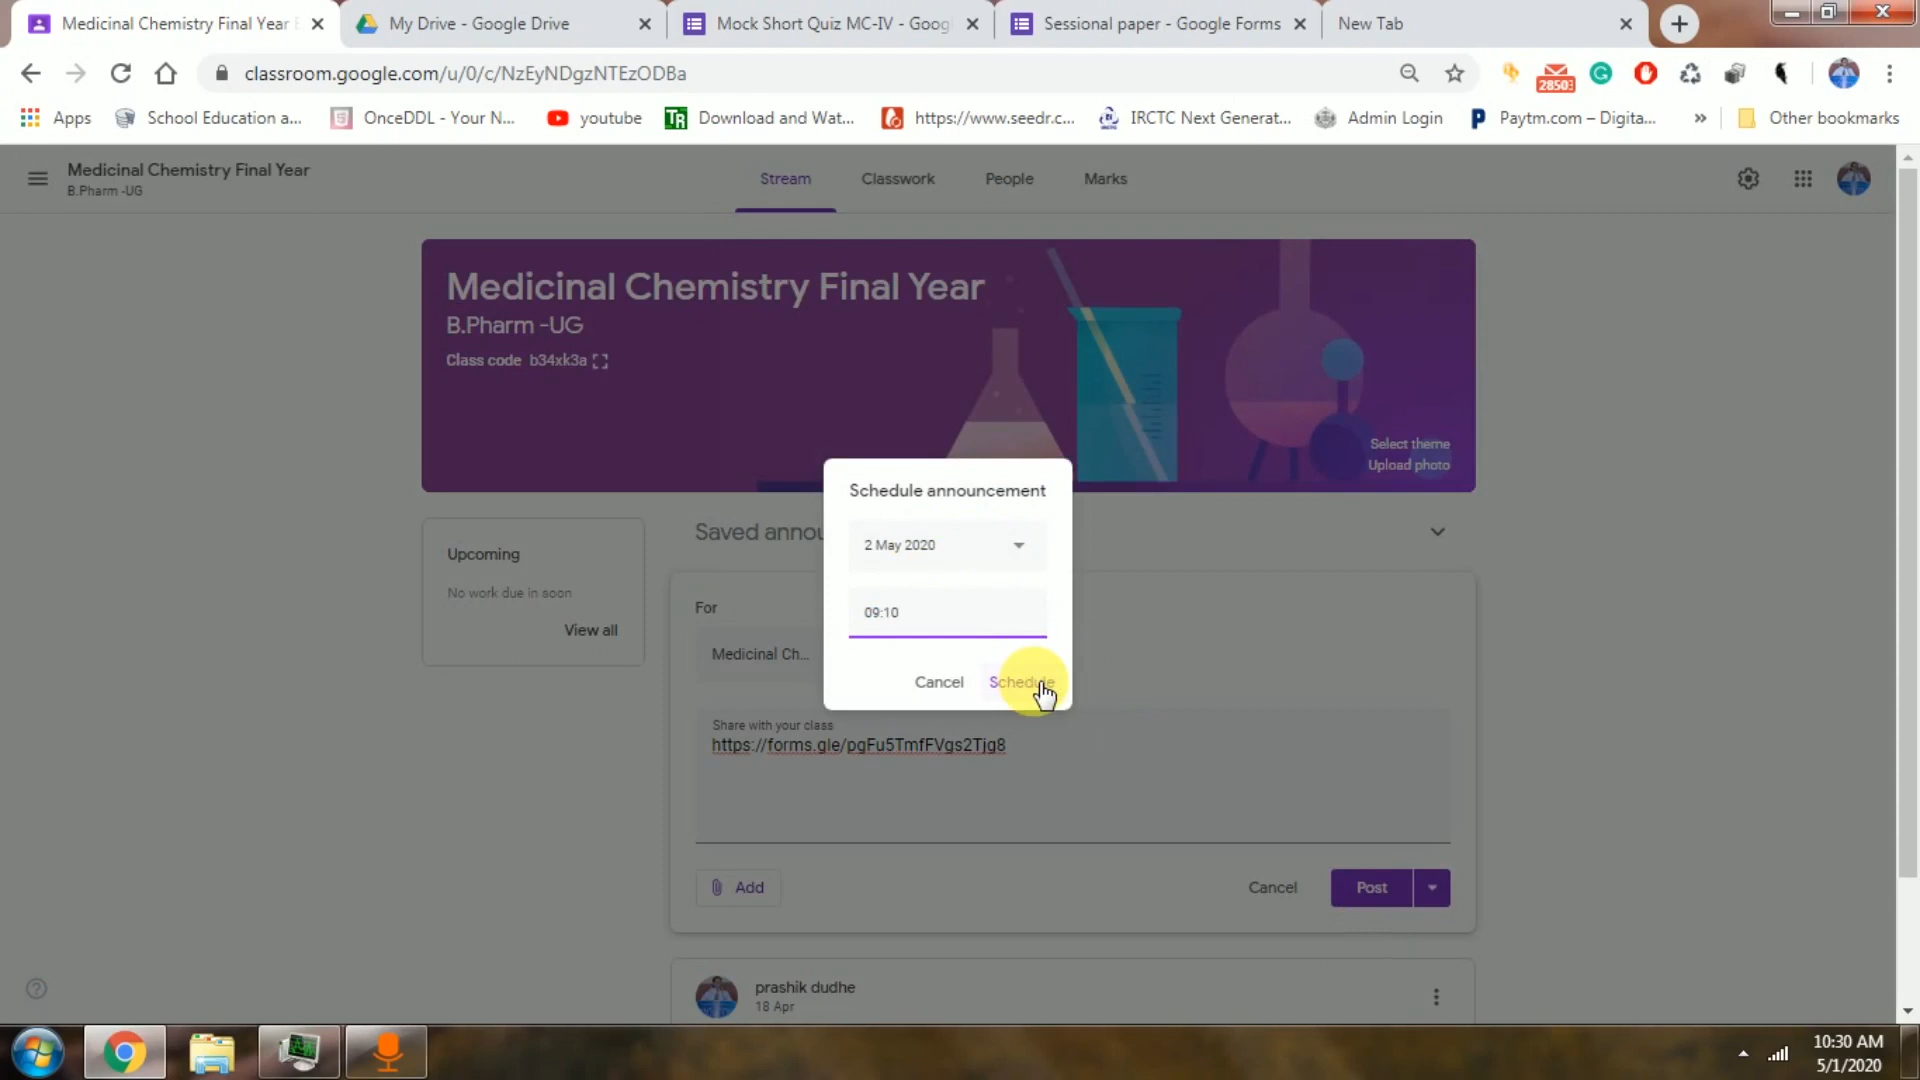 Medicinal Chemistry Final Year
My Drive - Google Drive
Mock Short Quiz MC-IV - Goog
Sessional paper - Google Forms
New Tab
classroom.google.com/u/0/c/NzEyNDgzNTEzODBa
28503
Apps
School Education a...
OnceDDL - Your N...
youtube
TR
Download and Wat...
https://www.seedr.c...
IRCTC Next Generat...
Admin Login
Paytm.com – Digita...
»
Other bookmarks
Medicinal Chemistry Final Year
B.Pharm -UG
Stream
Classwork
People
Marks
Medicinal Chemistry Final Year
B.Pharm -UG
Class code b34xk3a
Select theme
Upload photo
Schedule announcement
2 May 2020
09:10
Cancel
Schedule
Upcoming
No work due in soon
View all
Saved annou
For
Medicinal Ch...
Share with your class
https://forms.gle/pgFu5TmfFVgs2Tjg8
Add
Cancel
Post
prashik dudhe
18 Apr
10:30 AM
5/1/2020